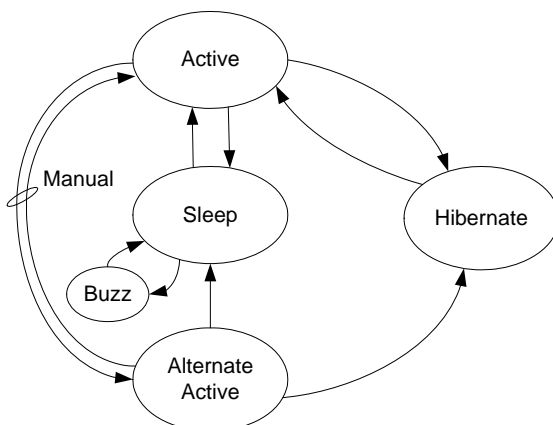 Active
Manual
Sleep
Hibernate
Buzz
Alternate
Active